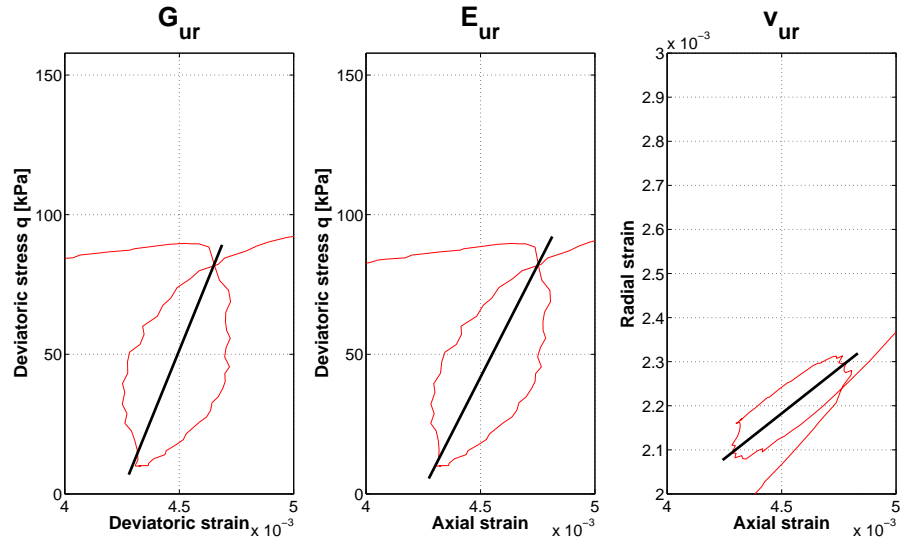 G_ur
150
100
50
0
Deviatoric stress q [kPa]
4
4.5
5
Deviatoric strain
x 10^-3
E_ur
150
100
50
0
Deviatoric stress q [kPa]
4
4.5
5
Axial strain
x 10^-3
v_ur
x 10^-3
3
2.9
2.8
2.7
2.6
2.5
2.4
2.3
2.2
2.1
2
Radial strain
4
4.5
5
Axial strain
x 10^-3